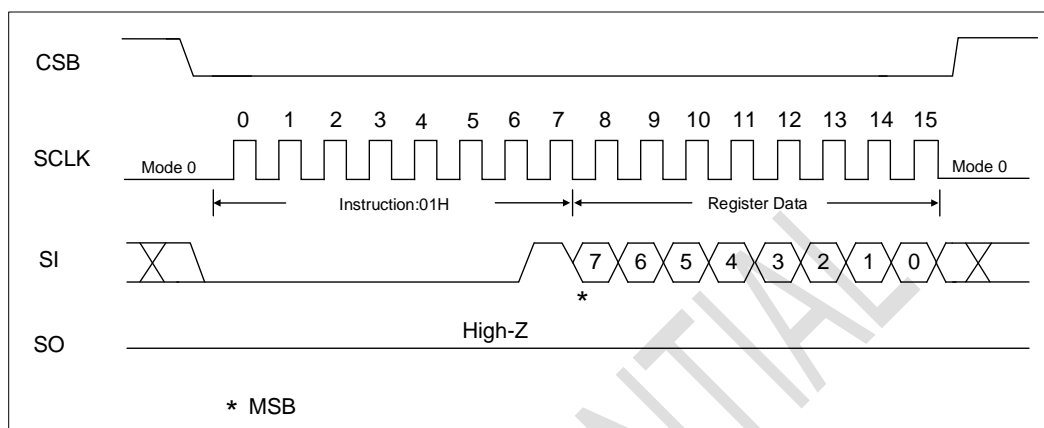 CSB
0 1 2 3 4 5 6 7 8 9 10 11 12 13 14 15
SCLK
Mode 0
Mode 0
Instruction:01H
Register Data
SI
7 6 5 4 3 2 1 0
*
High-Z
SO
* MSB
NTIAL